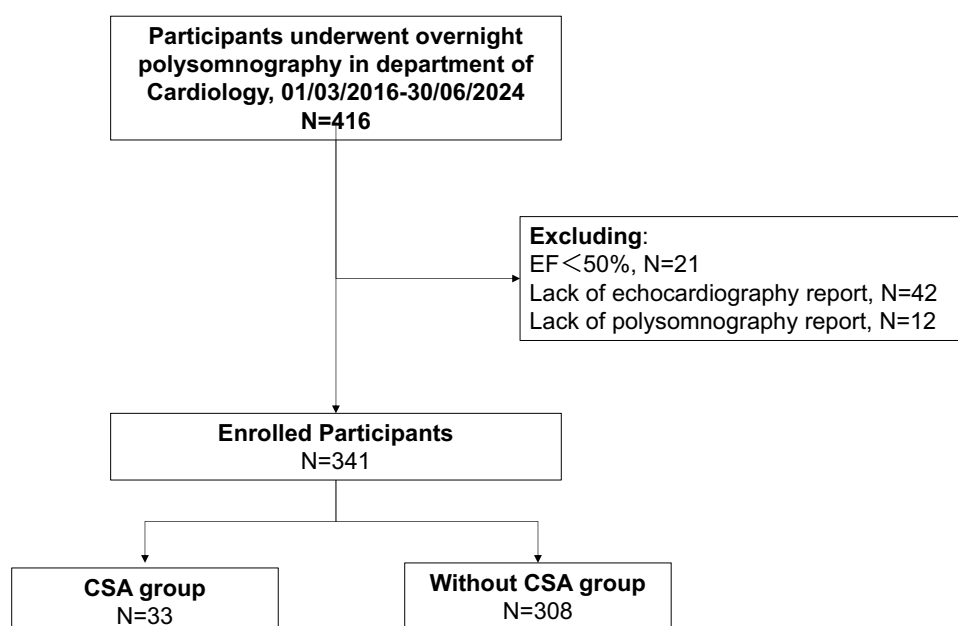 Participants underwent overnight
polysomnography in department of
Cardiology, 01/03/2016-30/06/2024
N=416
Excluding:
EF＜50%, N=21
Lack of echocardiography report, N=42
Lack of polysomnography report, N=12
Enrolled Participants
N=341
CSA group
N=33
Without CSA group
N=308